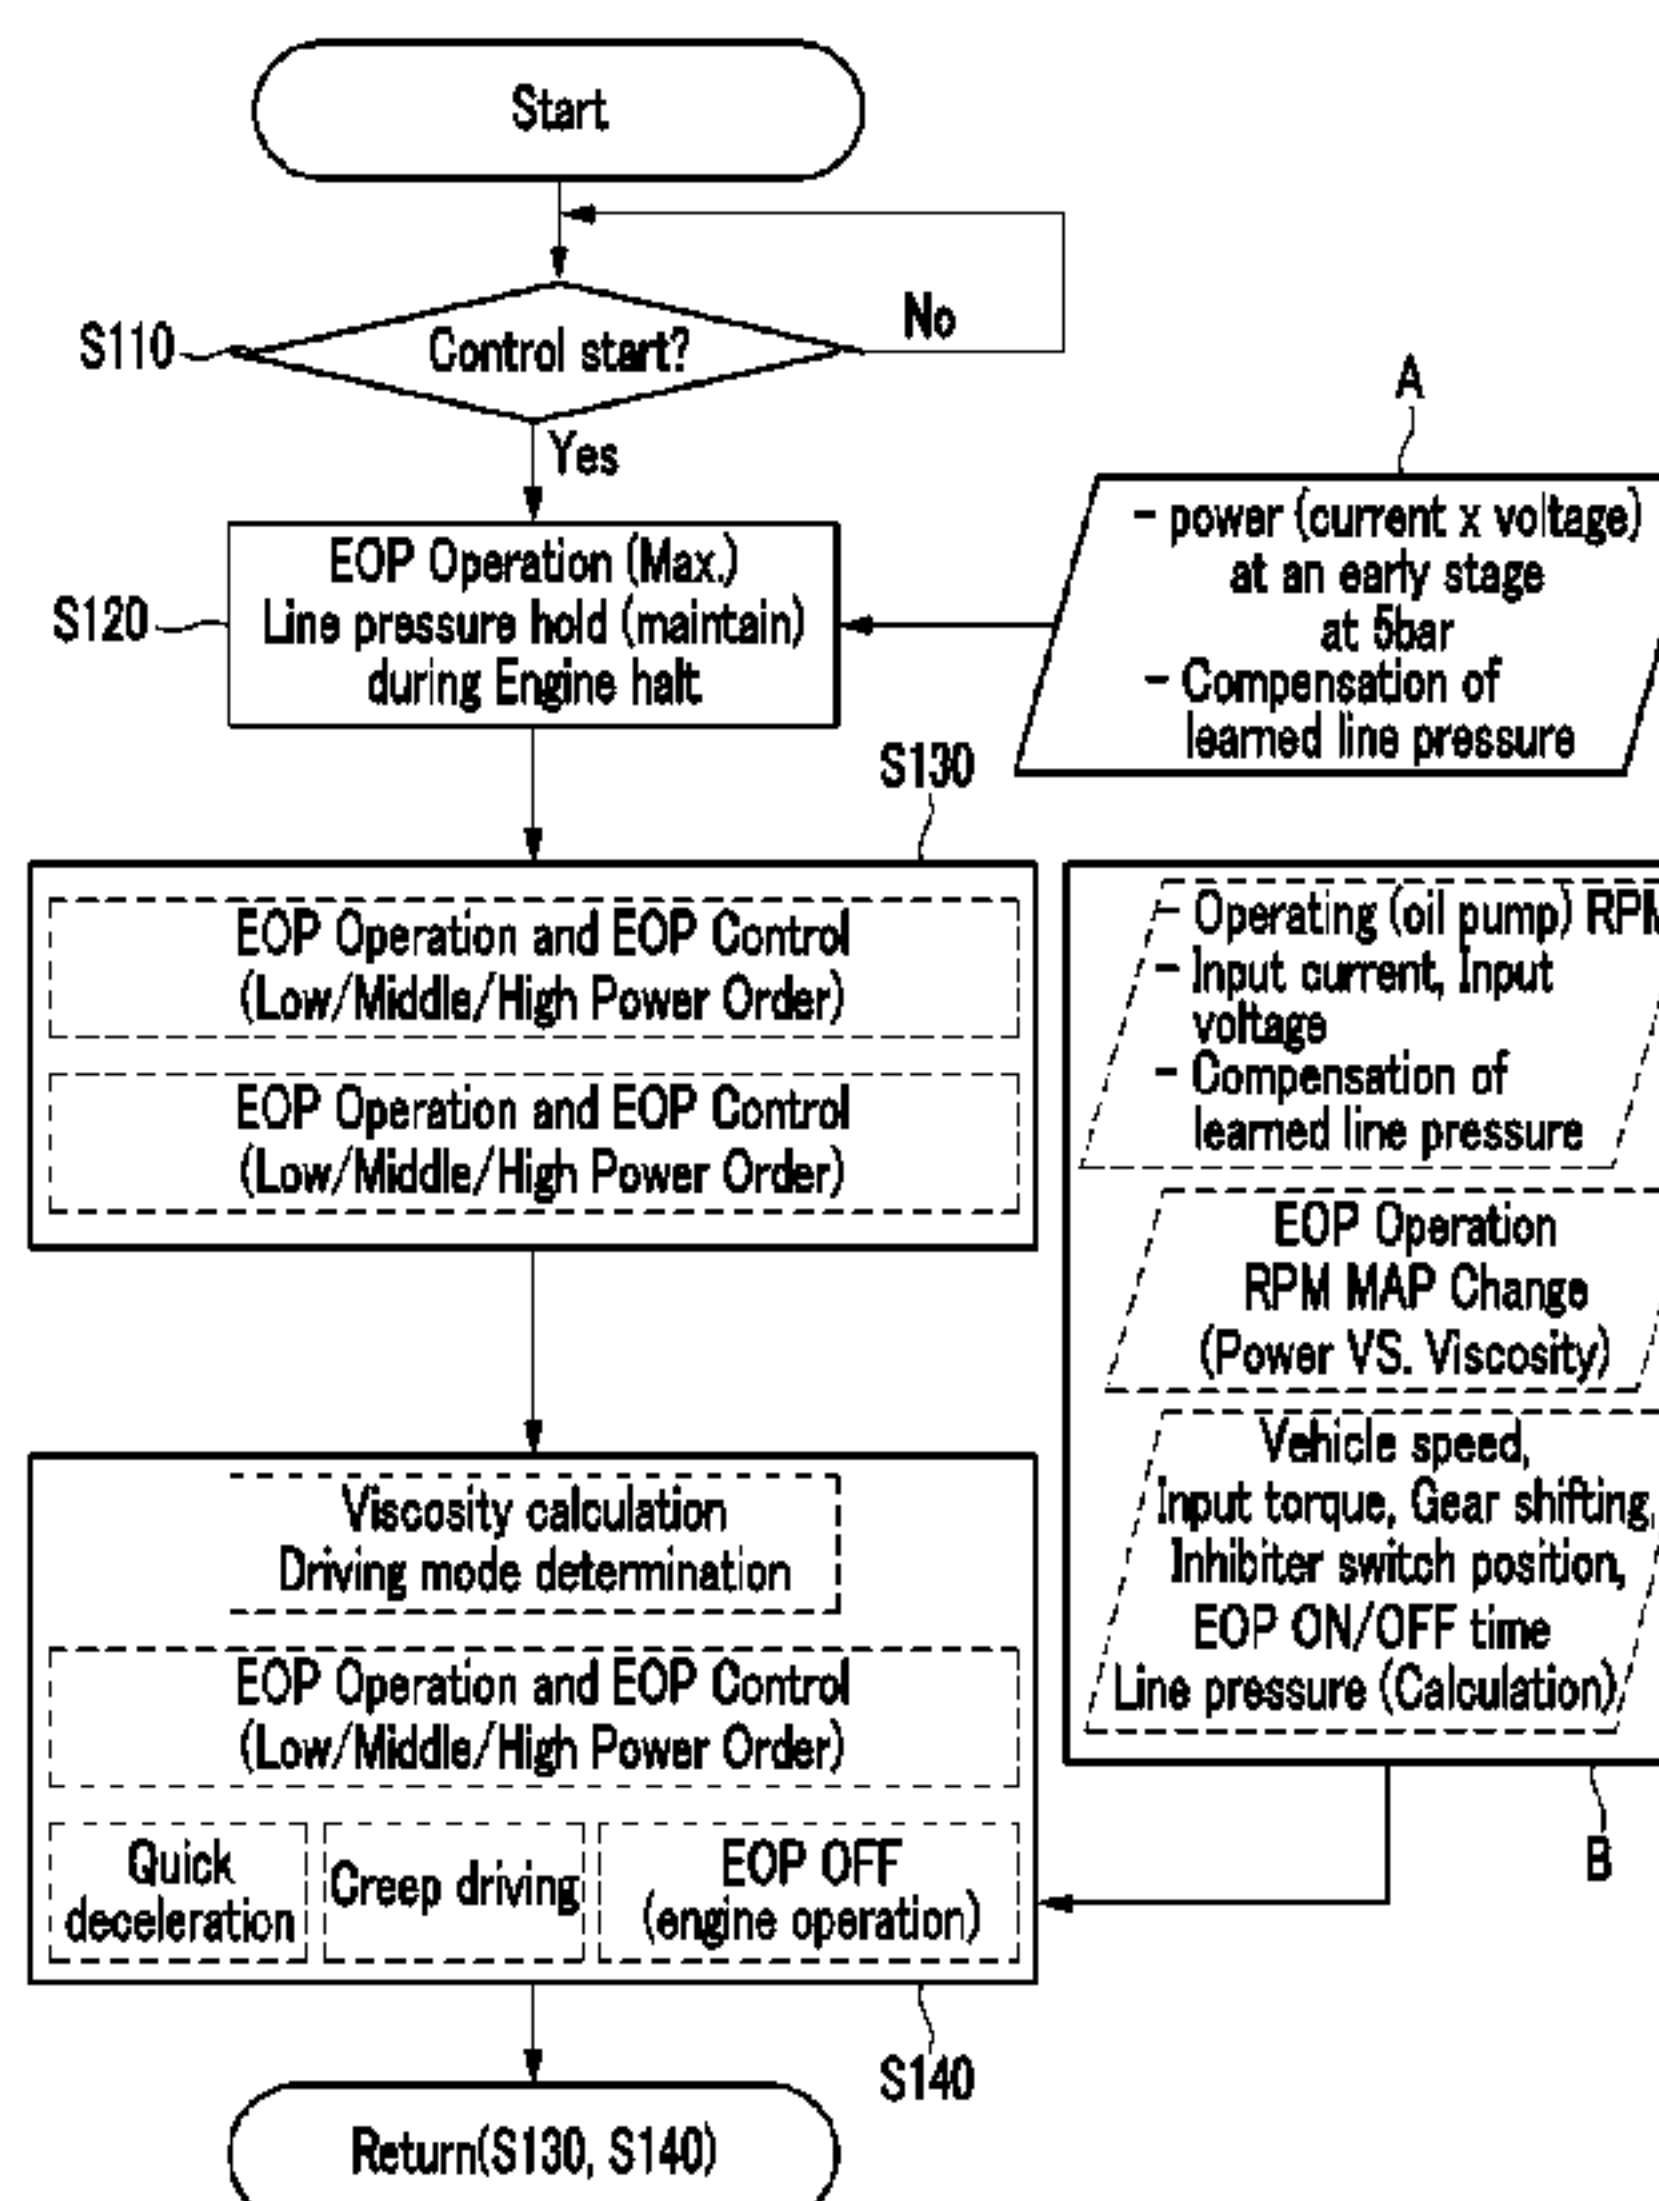 Start
No
S110
Control start?
Yes
A
- power (current x voltage)
at an early stage
at 5bar
- Compensation of
learned line pressure
EOP Operation (Max.)
Line pressure hold (maintain)
during Engine halt
S120
S130
EOP Operation and EOP Control
(Low/Middle/High Power Order)
EOP Operation and EOP Control
(Low/Middle/High Power Order)
- Operating (oil pump) RPM
- Input current, Input
voltage
- Compensation of
learned line pressure
EOP Operation
RPM MAP Change
(Power VS. Viscosity)
Vehicle speed,
Input torque, Gear shifting,
Inhibiter switch position,
EOP ON/OFF time
Line pressure (Calculation)
B
Viscosity calculation
Driving mode determination
EOP Operation and EOP Control
(Low/Middle/High Power Order)
Quick
deceleration
Creep driving
EOP OFF
(engine operation)
S140
Return(S130, S140)